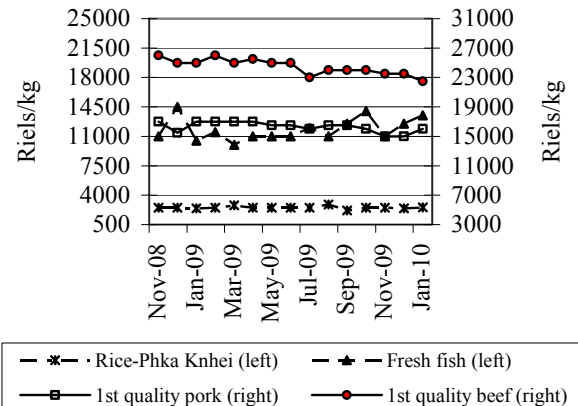 25000 31000
21500 27000
18000 23000
14500 19000
11000 15000
7500 11000
4000 7000
500 3000
Riels/kg
Riels/kg
Nov-08 Jan-09 Mar-09 May-09 Jul-09 Sep-09 Nov-09 Jan-10
Rice-Phka Knhei (left) Fresh fish (left)
1st quality pork (right) 1st quality beef (right)